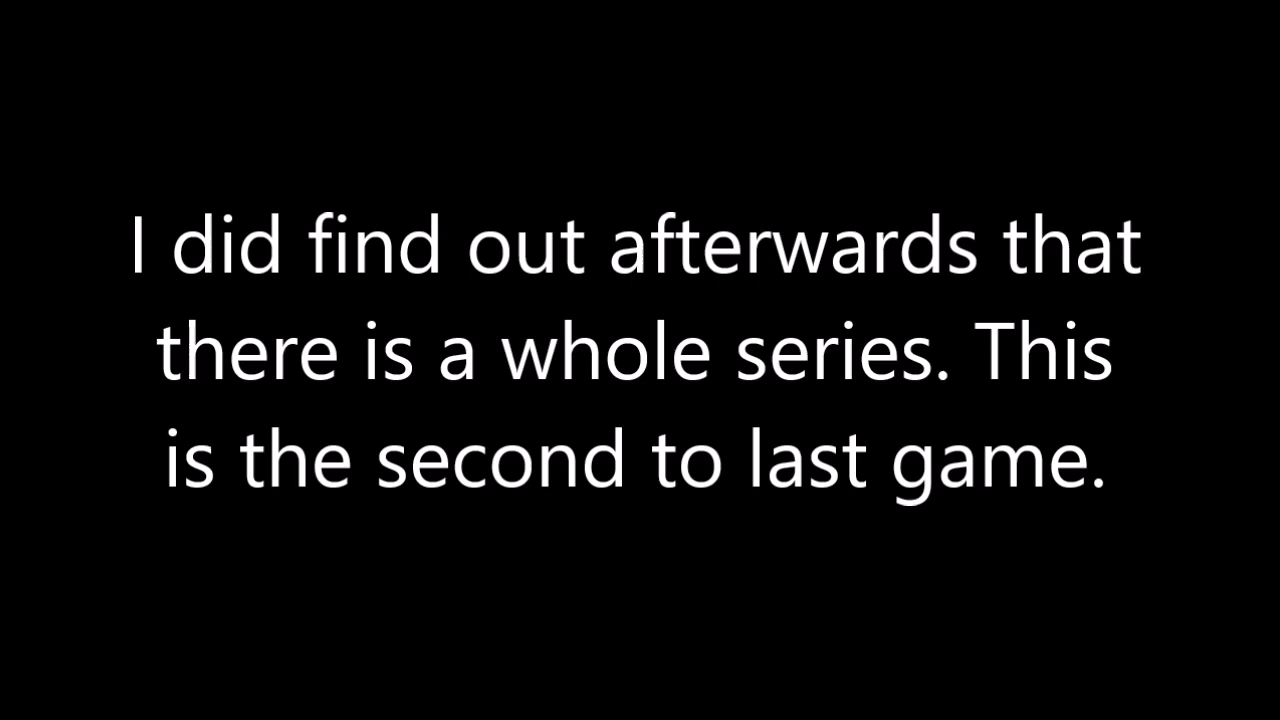 I did find out afterwards that
there is a whole series. This
is the second to last game.